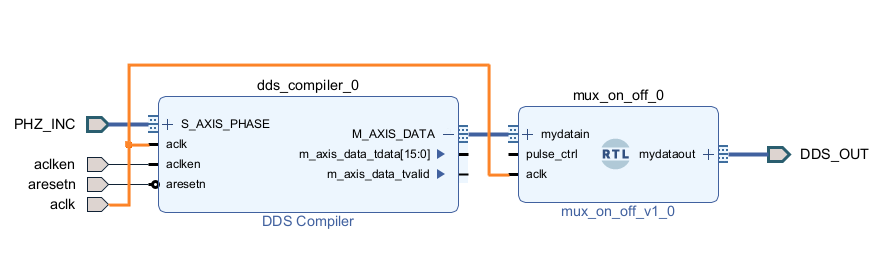 dds_compiler_0
PHZ_INC
S_AXIS_PHASE
aclk
aclken
aclken
aresetn
aresetn
aclk
M_AXIS_DATA
m_axis_data_tdata[15:0]
m_axis_data_tvalid
DDS Compiler
mux_on_off_0
mydatain
pulse_ctrl
aclk
RTL
mydataout
DDS_OUT
mux_on_off_v1_0